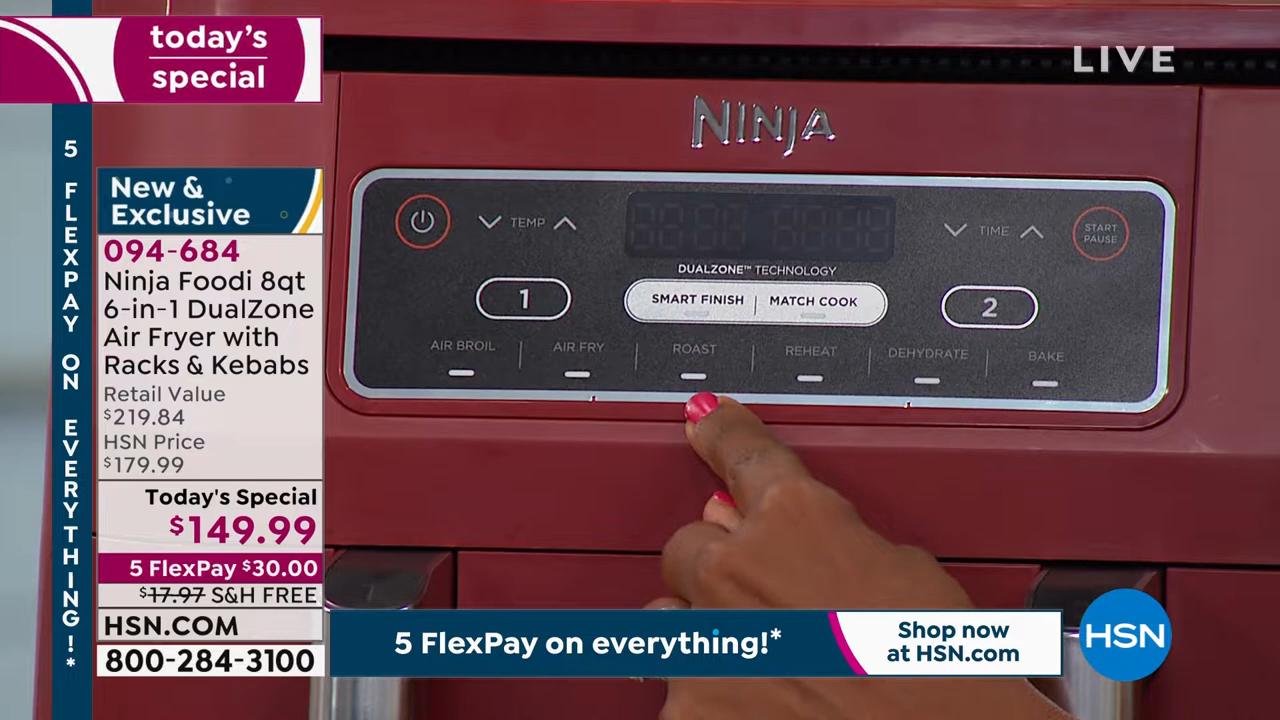 today's
special
LIVE
5 FLEXPAY ON EVERYTHING!*
New &
Exclusive
094-684
Ninja Foodi 8qt
6-in-1 DualZone
Air Fryer with
Racks & Kebabs
Retail Value
$219.84
HSN Price
$179.99
Today's Special
$149.99
5 FlexPay $30.00
$17.97 S&H FREE
HSN.COM
800-284-3100
NINJA
TEMP
TIME
START
PAUSE
DUALZONE™ TECHNOLOGY
1
SMART FINISH
MATCH COOK
2
AIR BROIL
AIR FRY
ROAST
REHEAT
DEHYDRATE
BAKE
5 FlexPay on everything!*
Shop now
at HSN.com
HSN